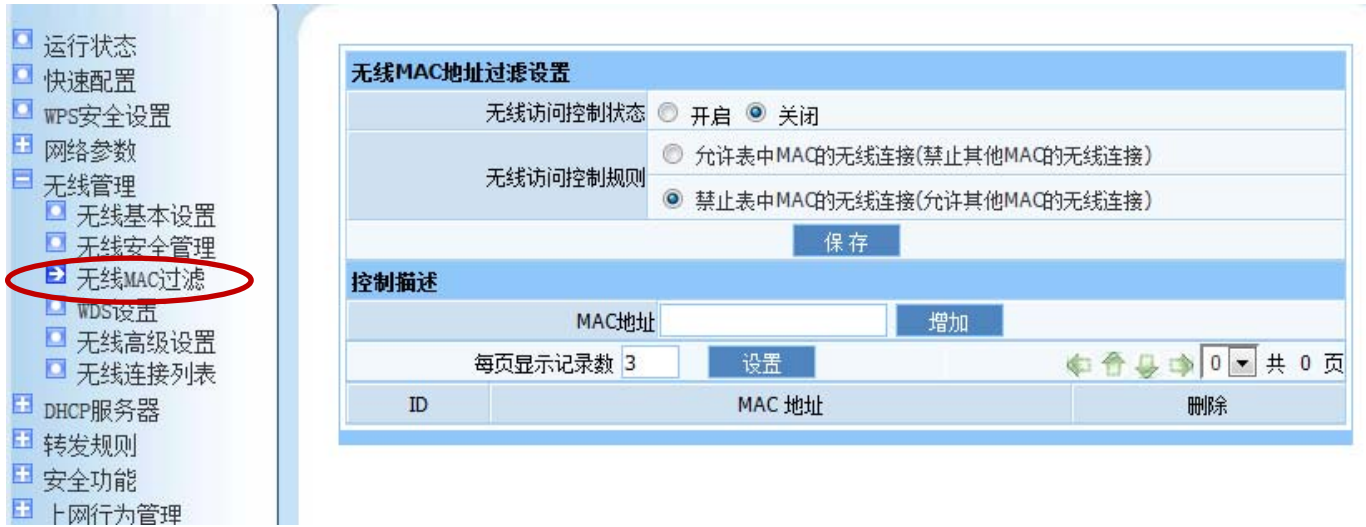 运行状态
快速配置
WPS安全设置
网络参数
无线管理
无线基本设置
无线安全管理
无线MAC过滤
WDS设置
无线高级设置
无线连接列表
DHCP服务器
转发规则
安全功能
上网行为管理
无线MAC地址过滤设置
无线访问控制状态 开启 关闭
无线访问控制规则
允许表中MAC的无线连接(禁止其他MAC的无线连接)
禁止表中MAC的无线连接(允许其他MAC的无线连接)
保存
控制描述
MAC地址 增加
每页显示记录数 3 设置 0 共 0 页
ID MAC 地址 删除